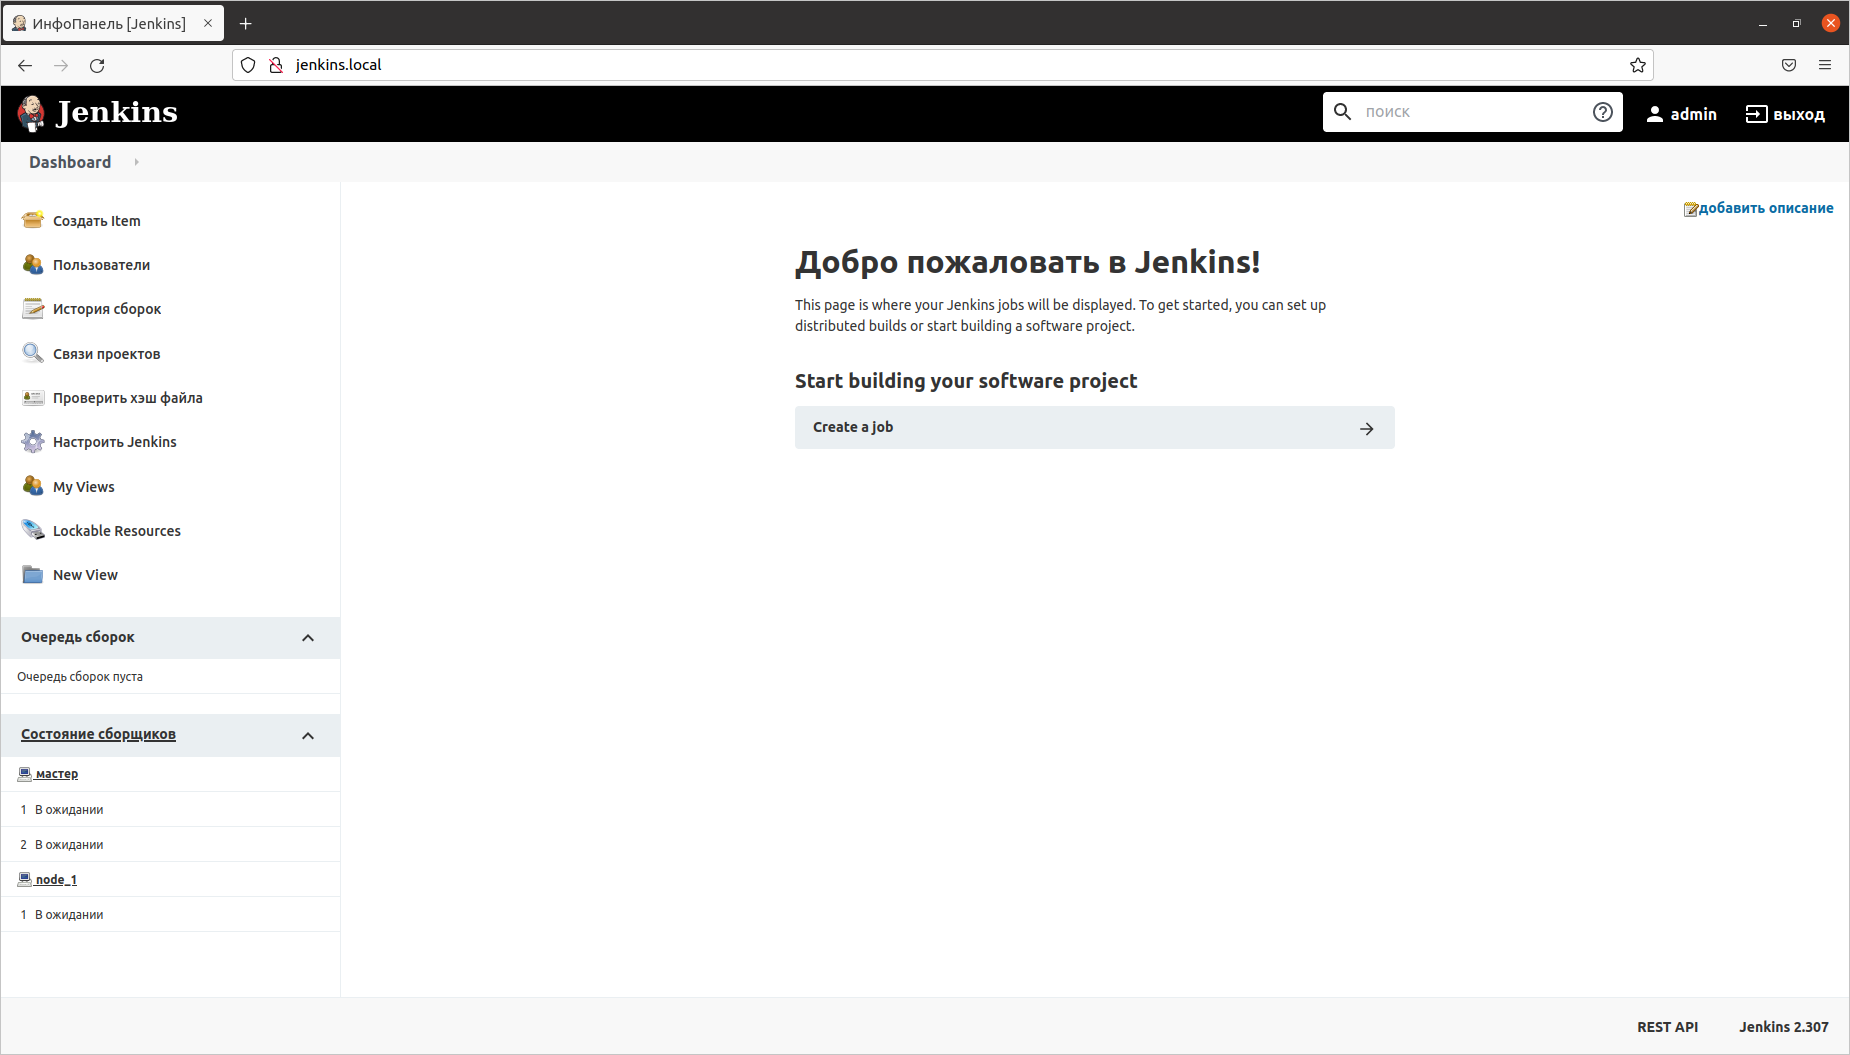 ИнфоПанель [Jenkins]
jenkins.local
Jenkins
поиск
admin
выход
Dashboard
добавить описание
Создать Item
Пользователи
История сборок
Связи проектов
Проверить хэш файла
Настроить Jenkins
My Views
Lockable Resources
New View
Очередь сборок
Очередь сборок пуста
Состояние сборщиков
мастер
1 В ожидании
2 В ожидании
node_1
1 В ожидании
Добро пожаловать в Jenkins!
This page is where your Jenkins jobs will be displayed. To get started, you can set up
distributed builds or start building a software project.
Start building your software project
Create a job
REST API
Jenkins 2.307